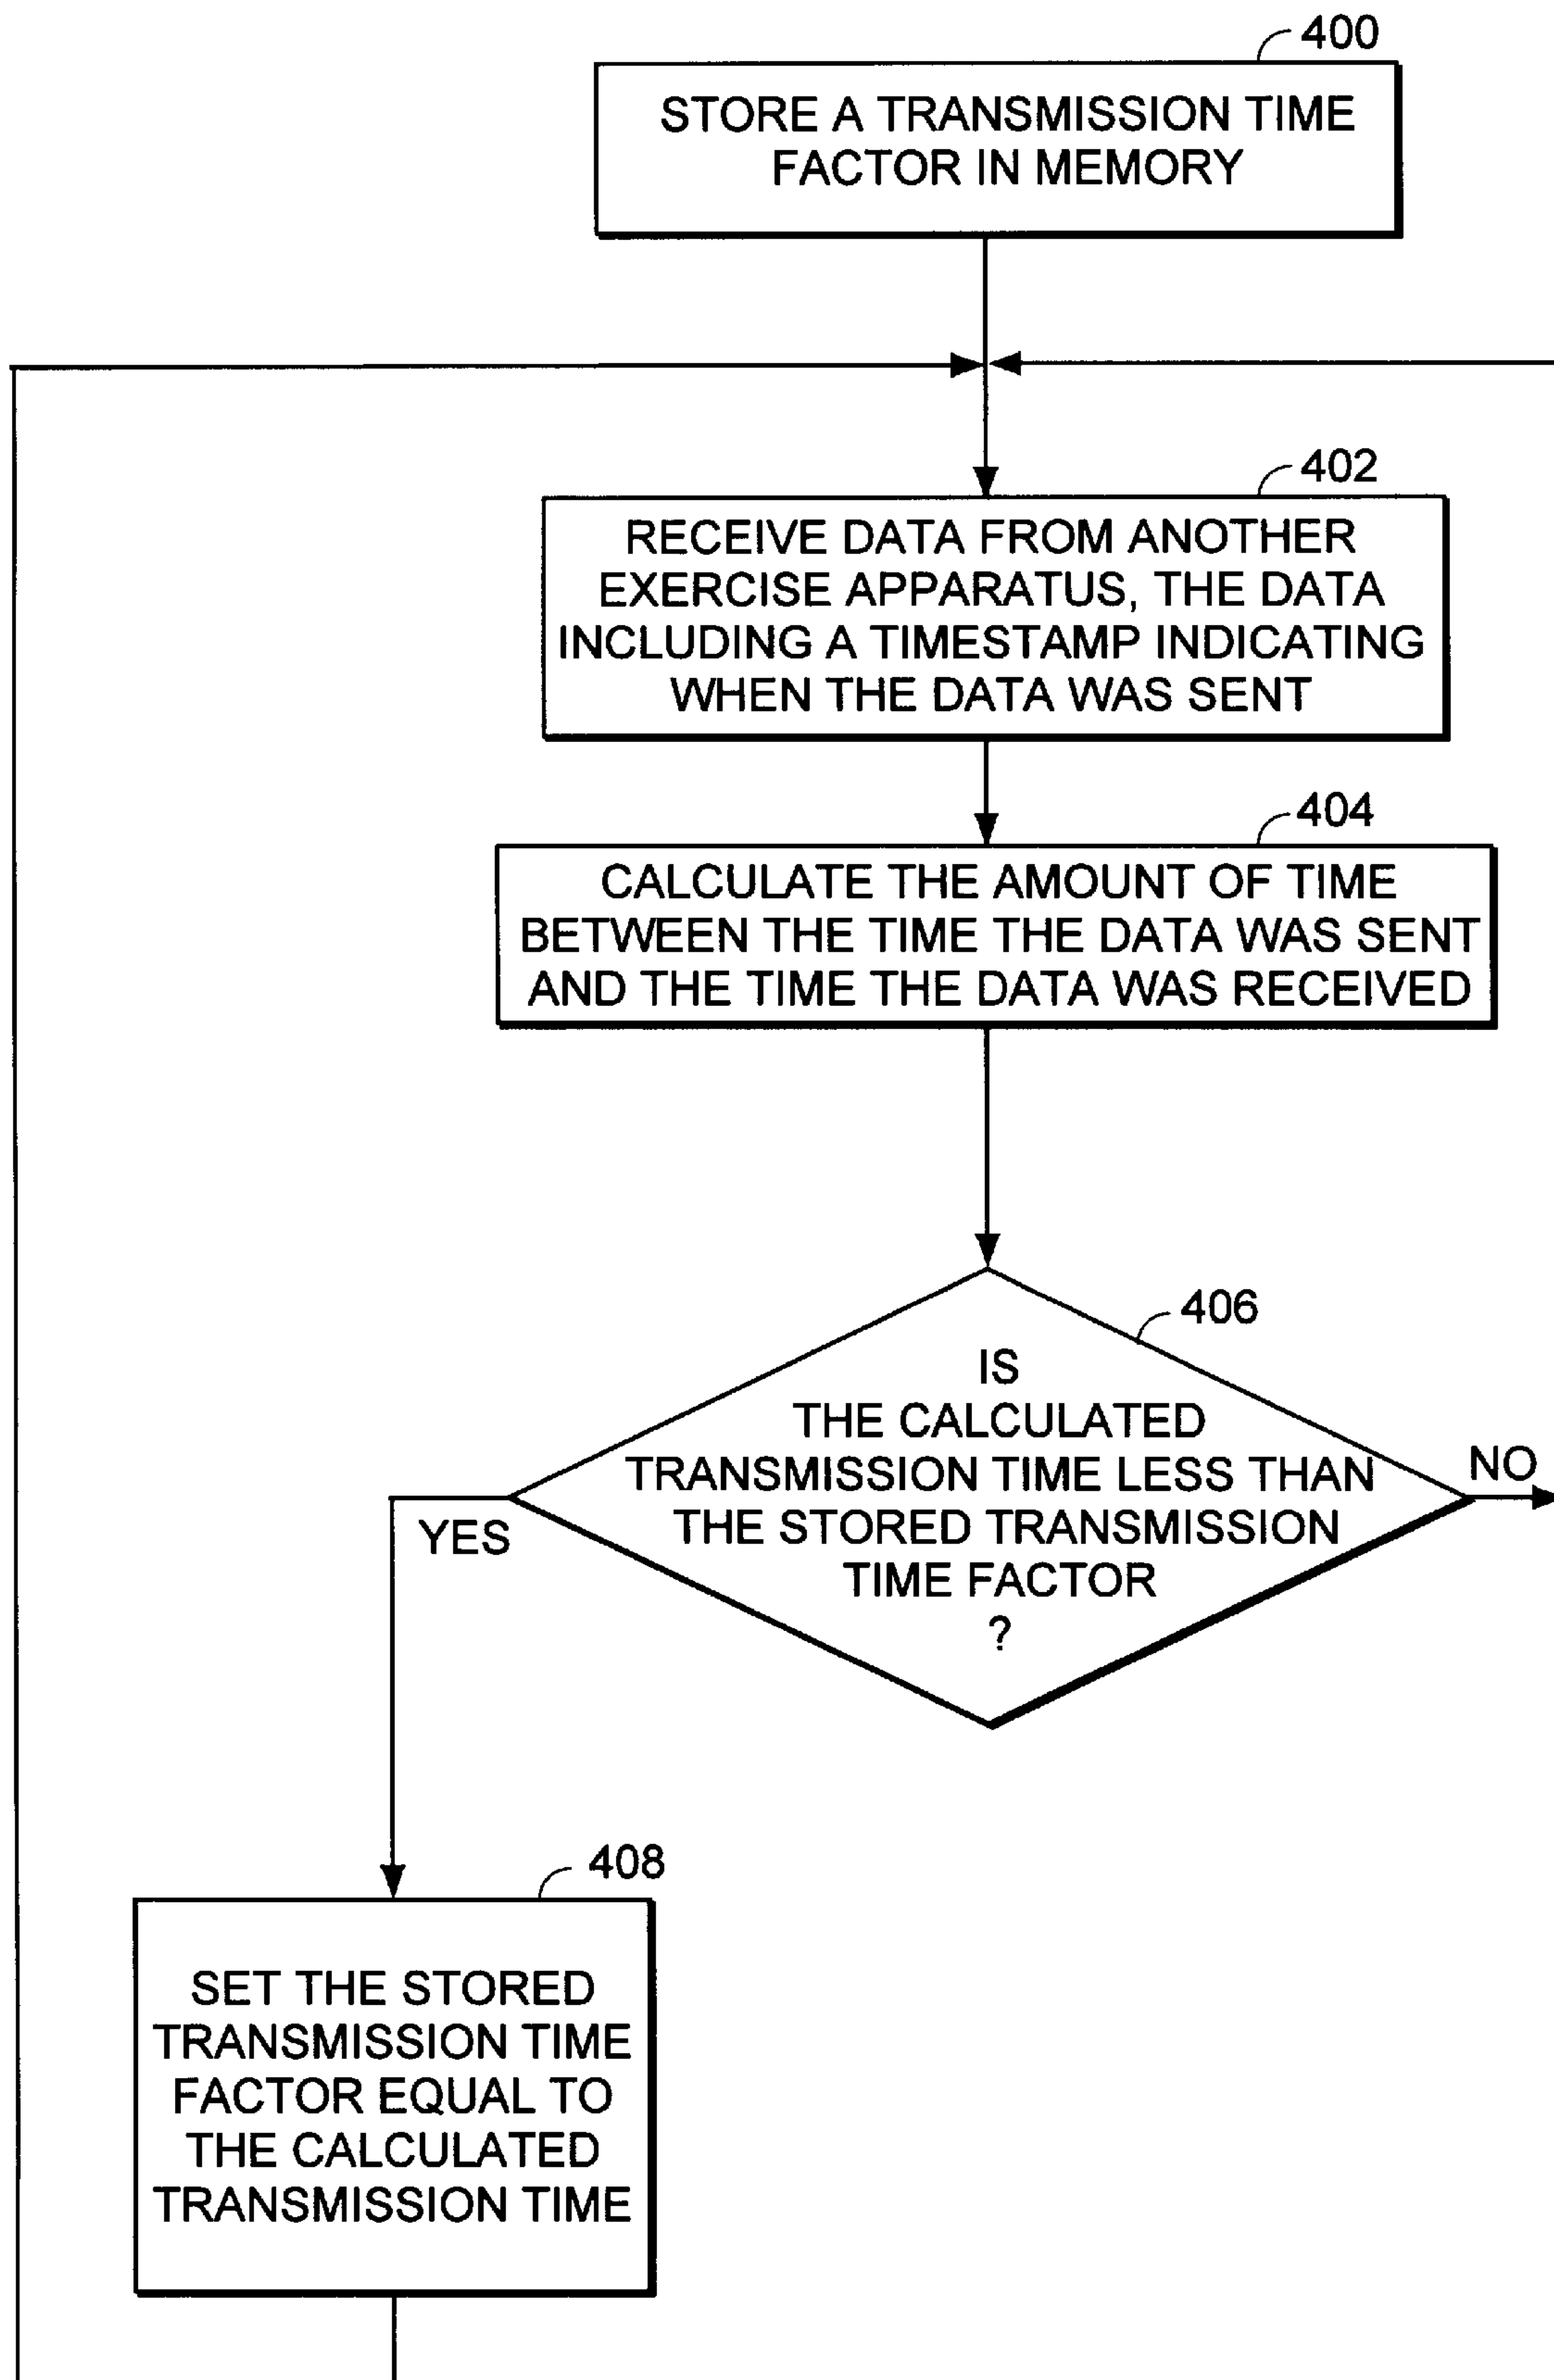 400
STORE A TRANSMISSION TIME
FACTOR IN MEMORY
402
RECEIVE DATA FROM ANOTHER
EXERCISE APPARATUS, THE DATA
INCLUDING A TIMESTAMP INDICATING
WHEN THE DATA WAS SENT
404
CALCULATE THE AMOUNT OF TIME
BETWEEN THE TIME THE DATA WAS SENT
AND THE TIME THE DATA WAS RECEIVED
406
IS
THE CALCULATED
TRANSMISSION TIME LESS THAN
THE STORED TRANSMISSION
TIME FACTOR
?
NO
YES
408
SET THE STORED
TRANSMISSION TIME
FACTOR EQUAL TO
THE CALCULATED
TRANSMISSION TIME